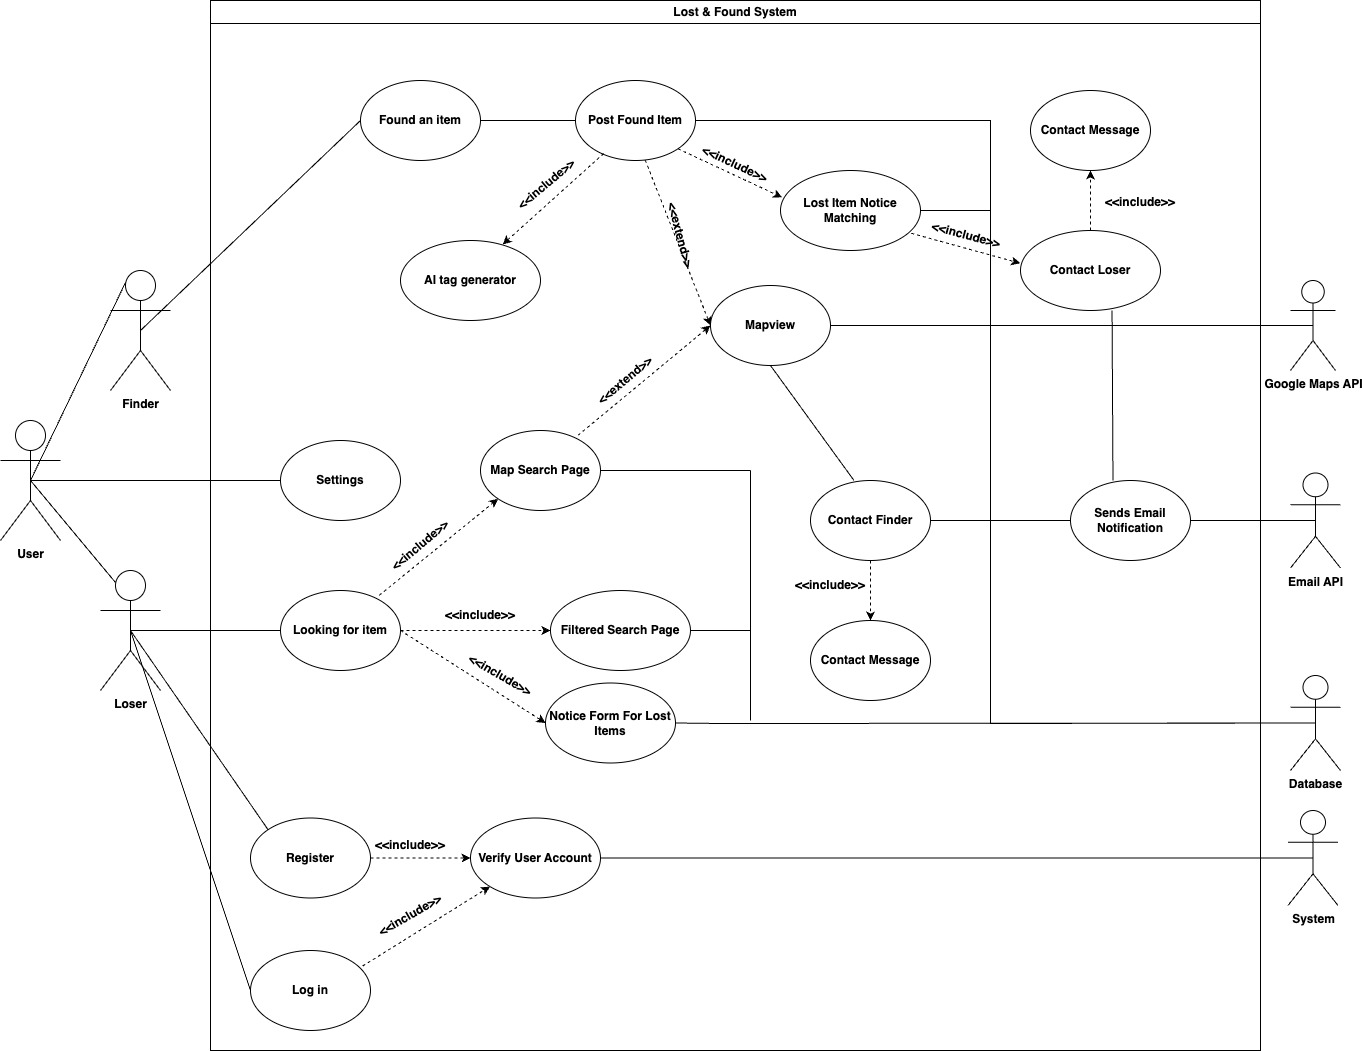 Lost & Found System
Found an item
Post Found Item
Contact Message
<<include>>
<<include>>
<<include>>
Lost Item Notice
Matching
<<extend>>
<<include>>
AI tag generator
Contact Loser
Mapview
Google Maps API
Finder
<<extend>>
Settings
Map Search Page
User
<<include>>
Contact Finder
Sends Email
Notification
Email API
<<include>>
Looking for item
<<include>>
Filtered Search Page
<<include>>
Contact Message
Loser
Notice Form For Lost
Items
Database
Register
<<include>>
Verify User Account
<<include>>
System
Log in